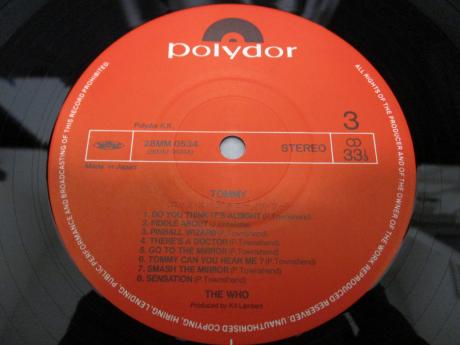 polydor
Polydor K.K.
28MM 0534
STEREO
3
33⅓
Made in Japan
TOMMY
1. DO YOU THINK IT'S ALRIGHT (P.Townshend)
2. FIDDLE ABOUT (J.Entwistle)
3. PINBALL WIZARD (P.Townshend)
4. THERE'S A DOCTOR (P.Townshend)
5. GO TO THE MIRROR (P.Townshend)
6. TOMMY CAN YOU HEAR ME ? (P.Townshend)
7. SMASH THE MIRROR (P.Townshend)
8. SENSATION (P.Townshend)
THE WHO
Produced by Kit Lambert
ALL RIGHTS OF THE PRODUCER AND OF THE OWNER OF THE WORK REPRODUCED RESERVED. UNAUTHORISED COPYING, HIRING, LENDING, PUBLIC PERFORMANCE AND BROADCASTING OF THIS RECORD PROHIBITED.